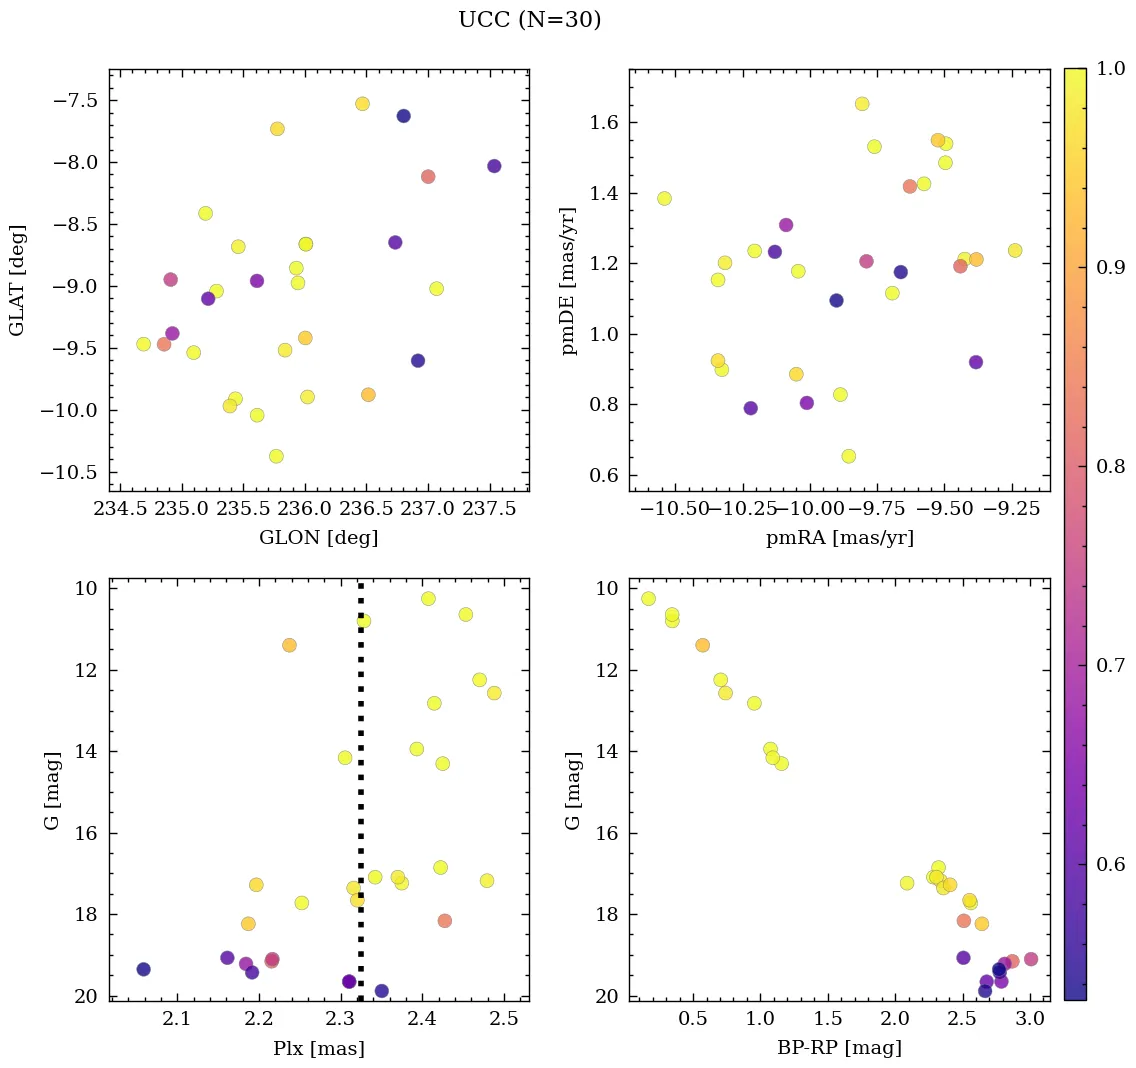 UCC (N=30)
−7.5
−8.0
−8.5
−9.0
−9.5
−10.0
−10.5
GLAT [deg]
234.5 235.0 235.5 236.0 236.5 237.0 237.5
GLON [deg]
1.6
1.4
1.2
1.0
0.8
0.6
pmDE [mas/yr]
−10.50 −10.25 −10.00 −9.75 −9.50 −9.25
pmRA [mas/yr]
10
12
14
16
18
20
G [mag]
2.1 2.2 2.3 2.4 2.5
Plx [mas]
10
12
14
16
18
20
G [mag]
0.5 1.0 1.5 2.0 2.5 3.0
BP-RP [mag]
1.0
0.9
0.8
0.7
0.6